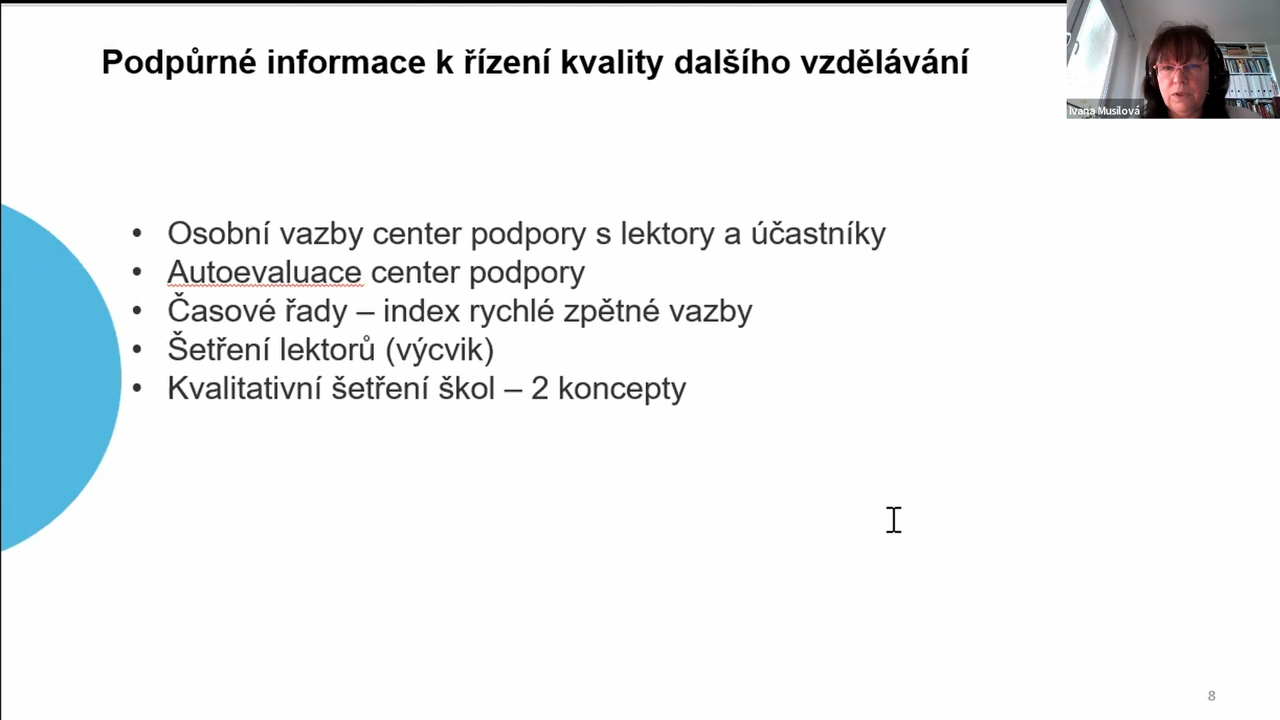 Podpůrné informace k řízení kvality dalšího vzdělávání
Ivana Musilová
• Osobní vazby center podpory s lektory a účastníky
• Autoevaluace center podpory
• Časové řady – index rychlé zpětné vazby
• Šetření lektorů (výcvik)
• Kvalitativní šetření škol – 2 koncepty
8